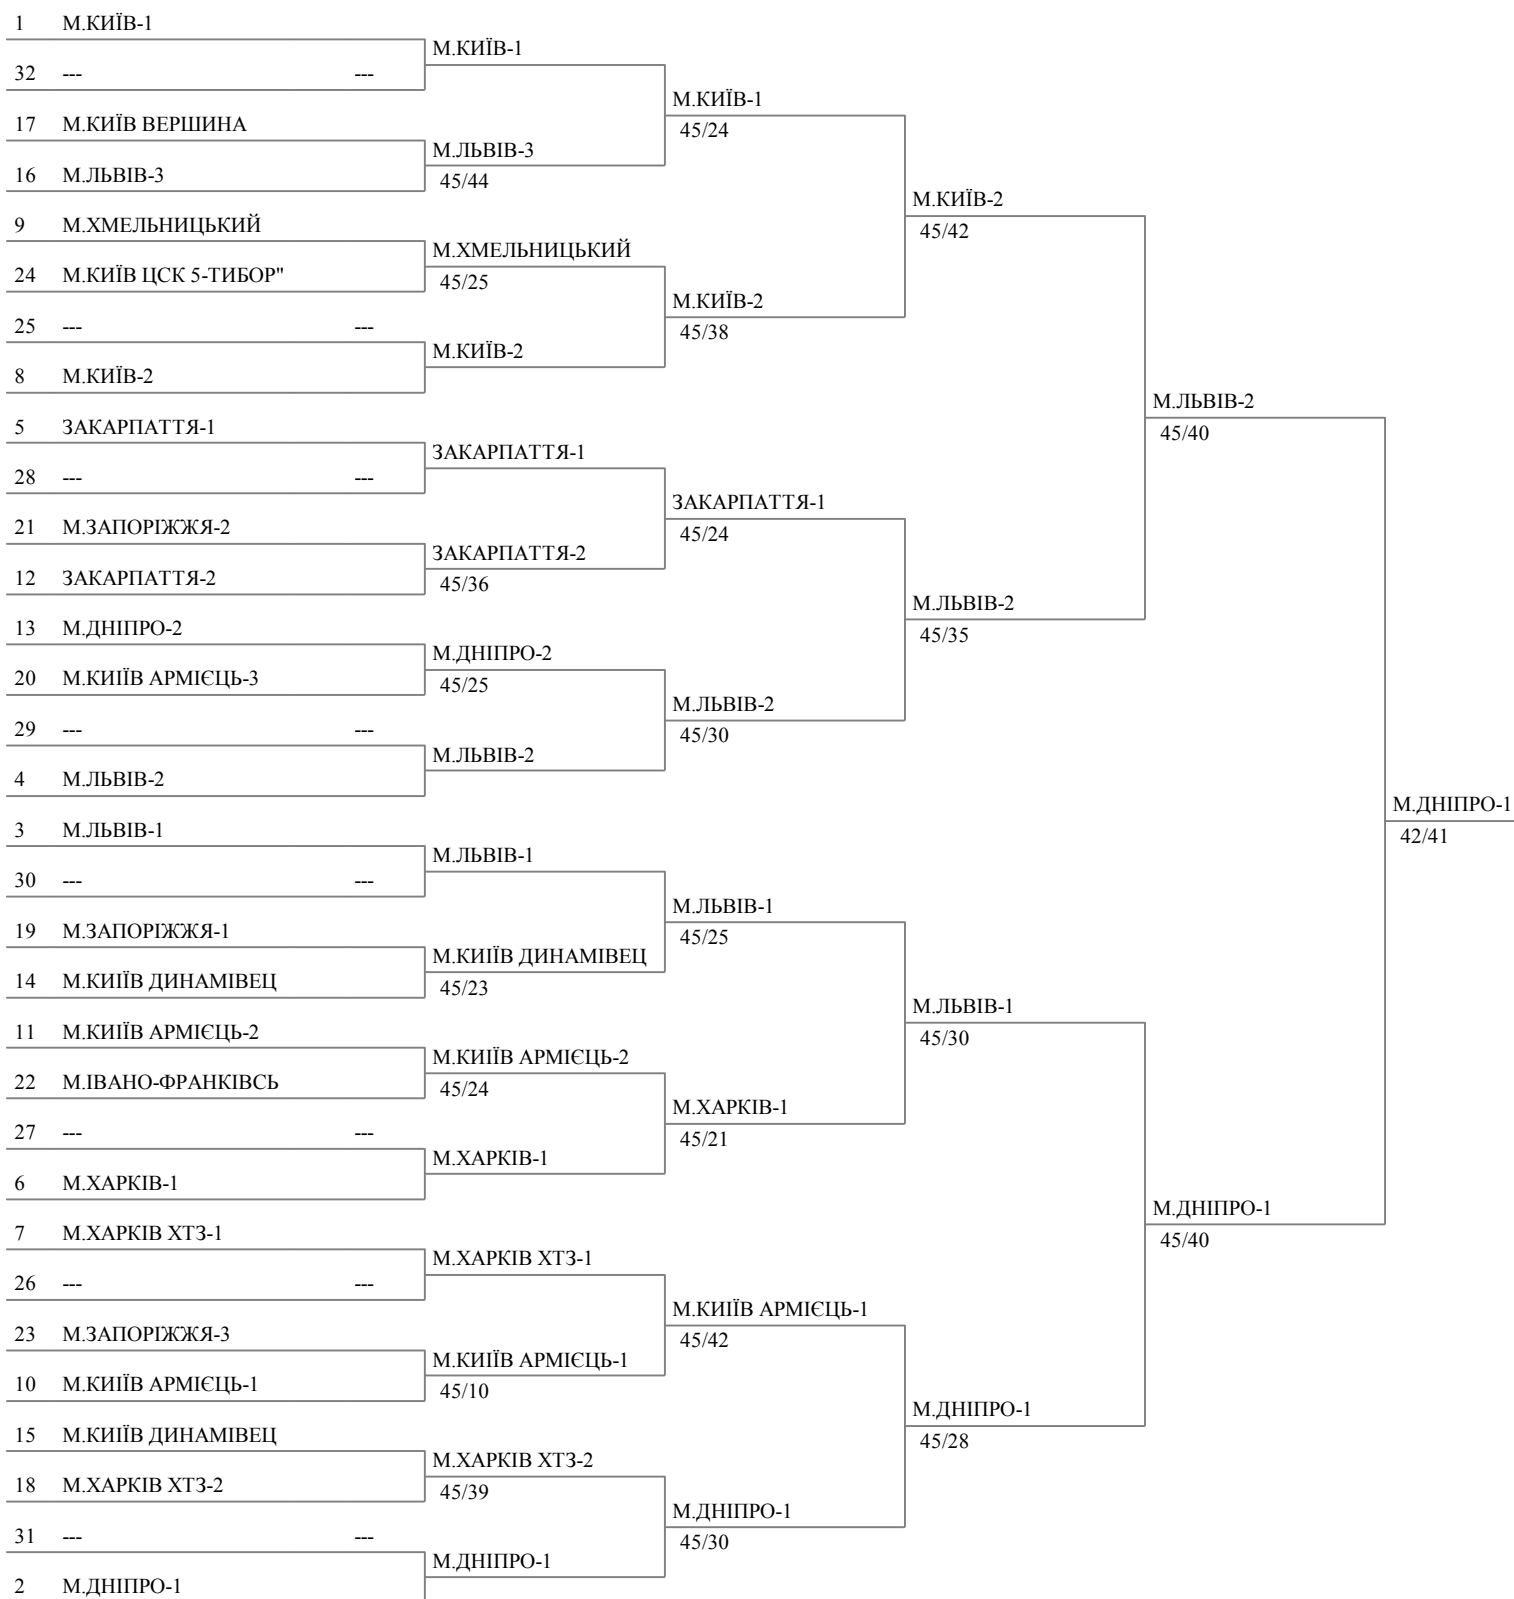 1 М.КИЇВ-1
М.КИЇВ-1
32 --- ---
М.КИЇВ-1
17 М.КИЇВ ВЕРШИНА
45/24
М.ЛЬВІВ-3
16 М.ЛЬВІВ-3
45/44
М.КИЇВ-2
9 М.ХМЕЛЬНИЦЬКИЙ
45/42
М.ХМЕЛЬНИЦЬКИЙ
24 М.КИЇВ ЦСК 5-ТИБОР"
45/25
М.КИЇВ-2
25 --- ---
45/38
М.КИЇВ-2
8 М.КИЇВ-2
М.ЛЬВІВ-2
5 ЗАКАРПАТТЯ-1
45/40
ЗАКАРПАТТЯ-1
28 --- ---
ЗАКАРПАТТЯ-1
21 М.ЗАПОРІЖЖЯ-2
45/24
ЗАКАРПАТТЯ-2
12 ЗАКАРПАТТЯ-2
45/36
М.ЛЬВІВ-2
13 М.ДНІПРО-2
45/35
М.ДНІПРО-2
20 М.КИІЇВ АРМІЄЦЬ-3
45/25
М.ЛЬВІВ-2
29 --- ---
45/30
М.ЛЬВІВ-2
4 М.ЛЬВІВ-2
М.ДНІПРО-1
3 М.ЛЬВІВ-1
42/41
М.ЛЬВІВ-1
30 --- ---
М.ЛЬВІВ-1
19 М.ЗАПОРІЖЖЯ-1
45/25
М.КИІЇВ ДИНАМІВЕЦ
14 М.КИІЇВ ДИНАМІВЕЦ
45/23
М.ЛЬВІВ-1
11 М.КИІЇВ АРМІЄЦЬ-2
45/30
М.КИІЇВ АРМІЄЦЬ-2
22 М.ІВАНО-ФРАНКІВСЬ
45/24
М.ХАРКІВ-1
27 --- ---
45/21
М.ХАРКІВ-1
6 М.ХАРКІВ-1
М.ДНІПРО-1
7 М.ХАРКІВ ХТЗ-1
45/40
М.ХАРКІВ ХТЗ-1
26 --- ---
М.КИІЇВ АРМІЄЦЬ-1
23 М.ЗАПОРІЖЖЯ-3
45/42
М.КИІЇВ АРМІЄЦЬ-1
10 М.КИІЇВ АРМІЄЦЬ-1
45/10
М.ДНІПРО-1
15 М.КИІЇВ ДИНАМІВЕЦ
45/28
М.ХАРКІВ ХТЗ-2
18 М.ХАРКІВ ХТЗ-2
45/39
М.ДНІПРО-1
31 --- ---
45/30
М.ДНІПРО-1
2 М.ДНІПРО-1